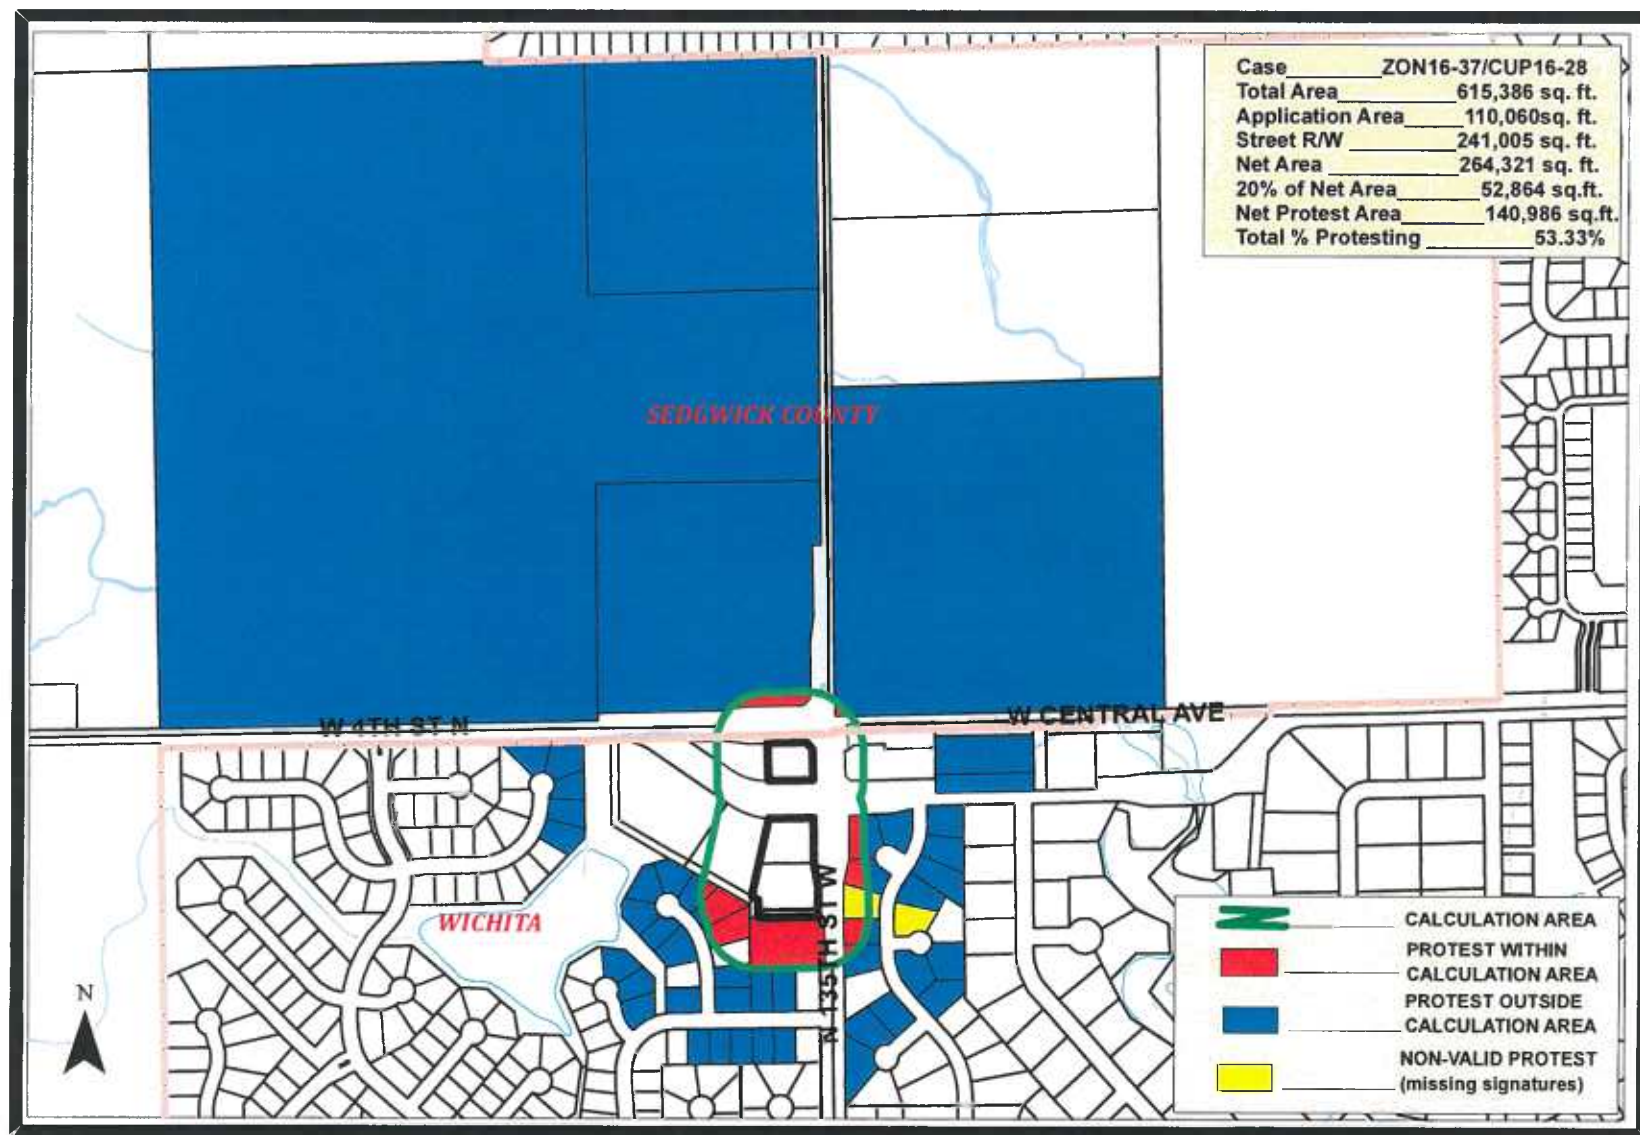 Case ZON16-37/CUP16-28
Total Area 615,386 sq. ft.
Application Area 110,060sq. ft.
Street R/W 241,005 sq. ft.
Net Area 264,321 sq. ft.
20% of Net Area 52,864 sq.ft.
Net Protest Area 140,986 sq.ft.
Total % Protesting 53.33%
SEDGWICK COUNTY
W 4TH ST N
W CENTRAL AVE
WICHITA
N 135TH ST W
N
CALCULATION AREA
PROTEST WITHIN
CALCULATION AREA
PROTEST OUTSIDE
CALCULATION AREA
NON-VALID PROTEST
(missing signatures)